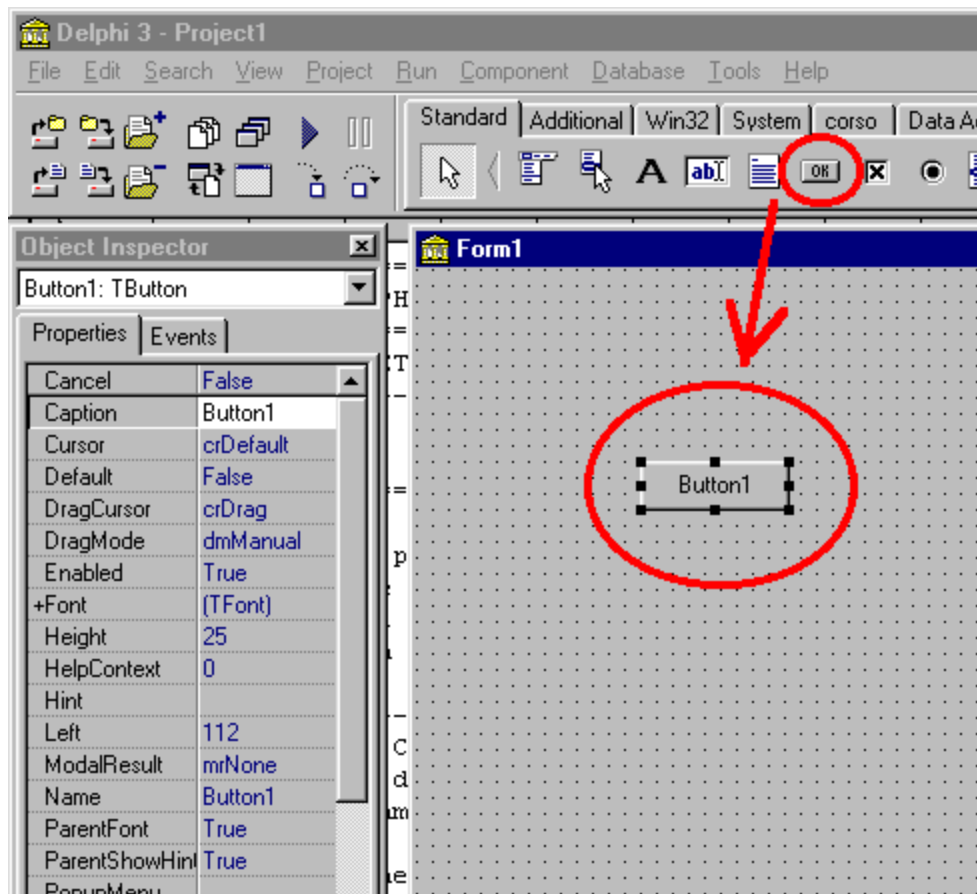 Delphi 3 - Project1
File Edit Search View Project Run Component Database Tools Help
Standard Additional Win32 System corso Data
A ab OK
Object Inspector
Form1
Button1: TButton
Properties Events
Cancel False
Caption Button1
Cursor crDefault
Default False
DragCursor crDrag
DragMode dmManual
Enabled True
+Font (TFont)
Height 25
HelpContext 0
Hint
Left 112
ModalResult mrNone
Name Button1
ParentFont True
ParentShowHint True
Button1